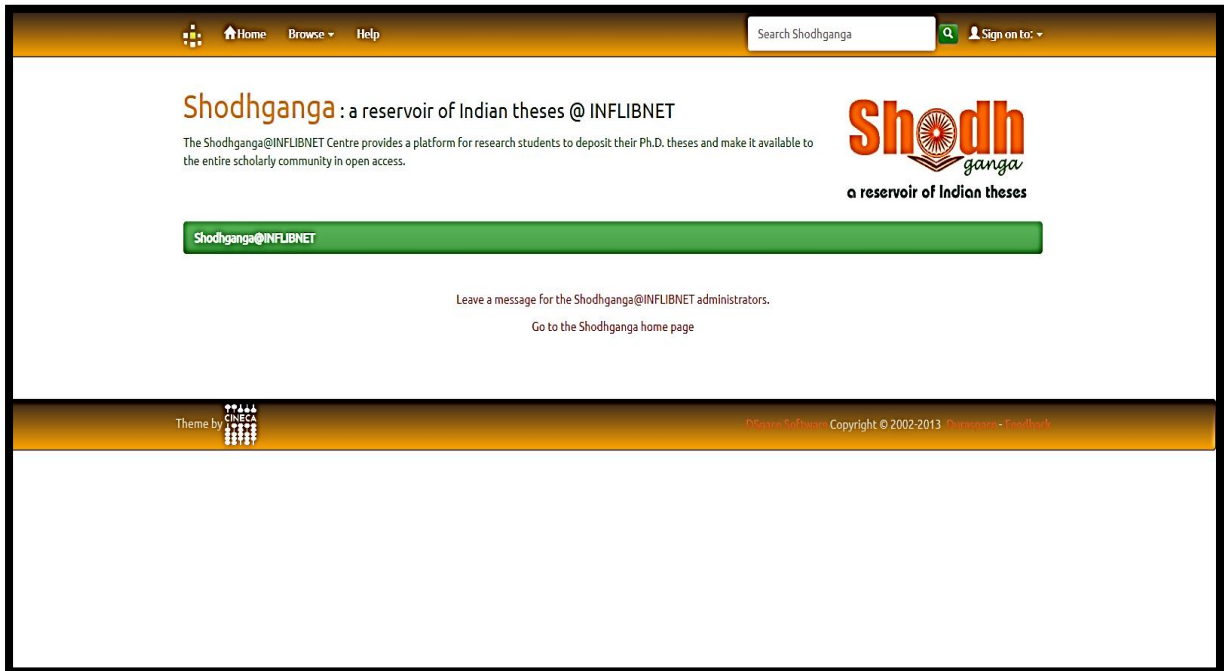 Home Browse Help Search Shodhganga Sign on to:
Shodhganga : a reservoir of Indian theses @ INFLIBNET
The Shodhganga@INFLIBNET Centre provides a platform for research students to deposit their Ph.D. theses and make it available to
the entire scholarly community in open access.
Shodh
ganga
a reservoir of Indian theses
Shodhganga@INFLIBNET
Leave a message for the Shodhganga@INFLIBNET administrators.
Go to the Shodhganga home page
Theme by CINECA
DSpace Software Copyright © 2002-2013 Duraspace - Feedback